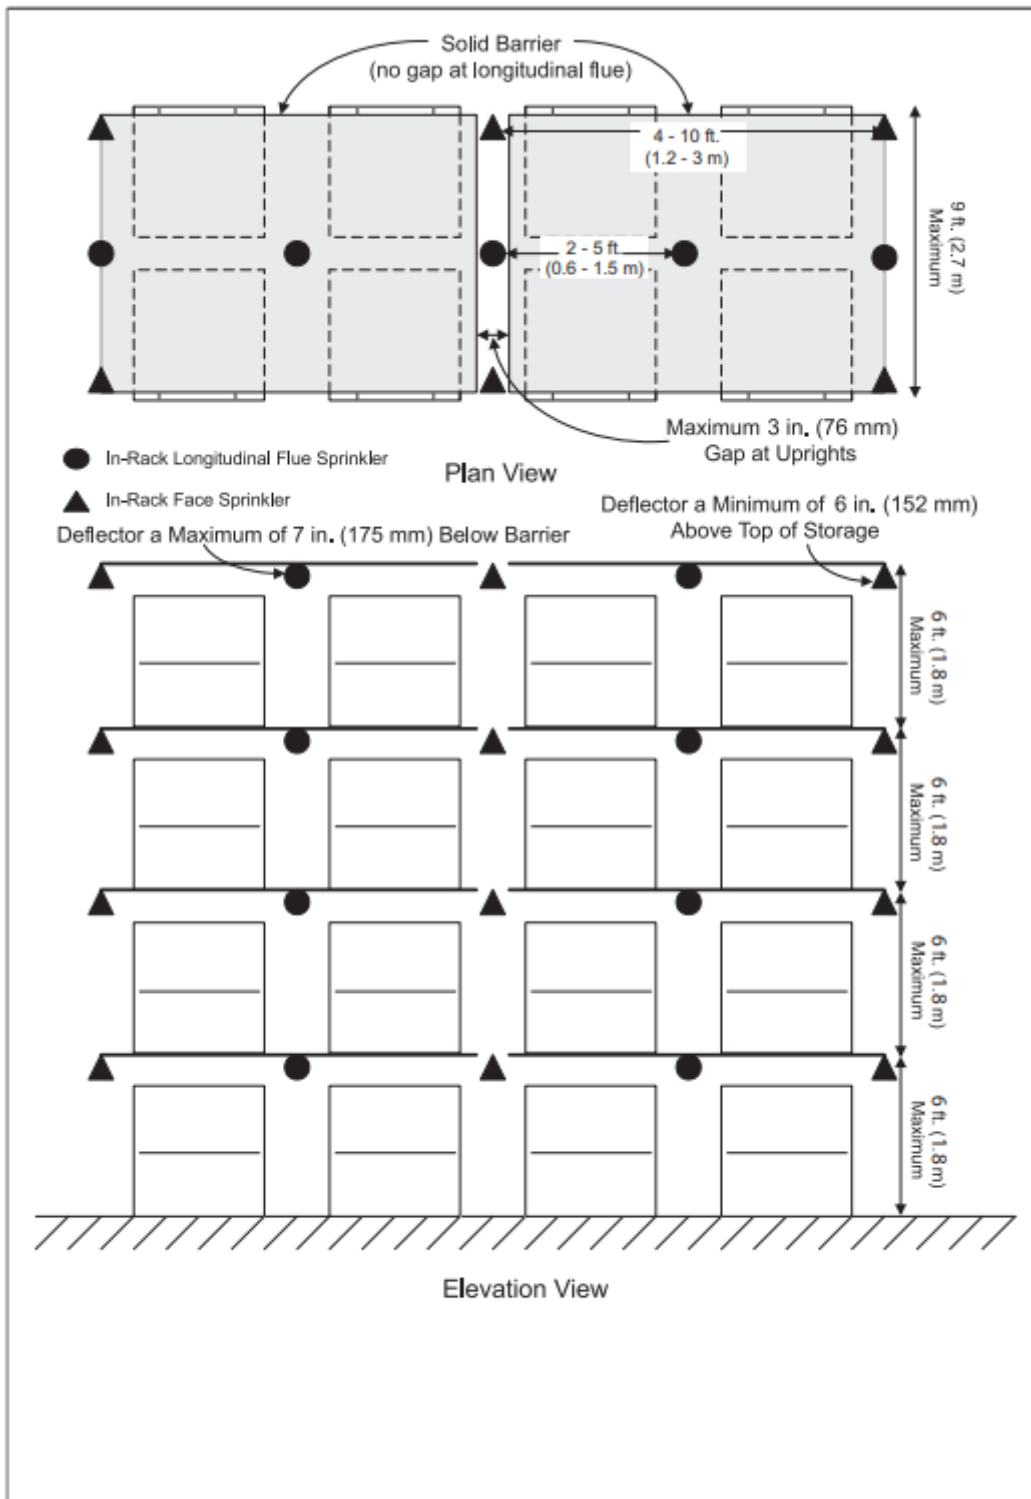 Solid Barrier
(no gap at longitudinal flue)
4 - 10 ft.
(1.2 - 3 m)
9 ft. (2.7 m)
Maximum
2 - 5 ft
(0.6 - 1.5 m)
Maximum 3 in. (76 mm)
Gap at Uprights
In-Rack Longitudinal Flue Sprinkler
Plan View
In-Rack Face Sprinkler
Deflector a Maximum of 7 in. (175 mm) Below Barrier
Deflector a Minimum of 6 in. (152 mm)
Above Top of Storage
6 ft. (1.8 m)
Maximum
6 ft. (1.8 m)
Maximum
6 ft. (1.8 m)
Maximum
6 ft. (1.8 m)
Maximum
Elevation View